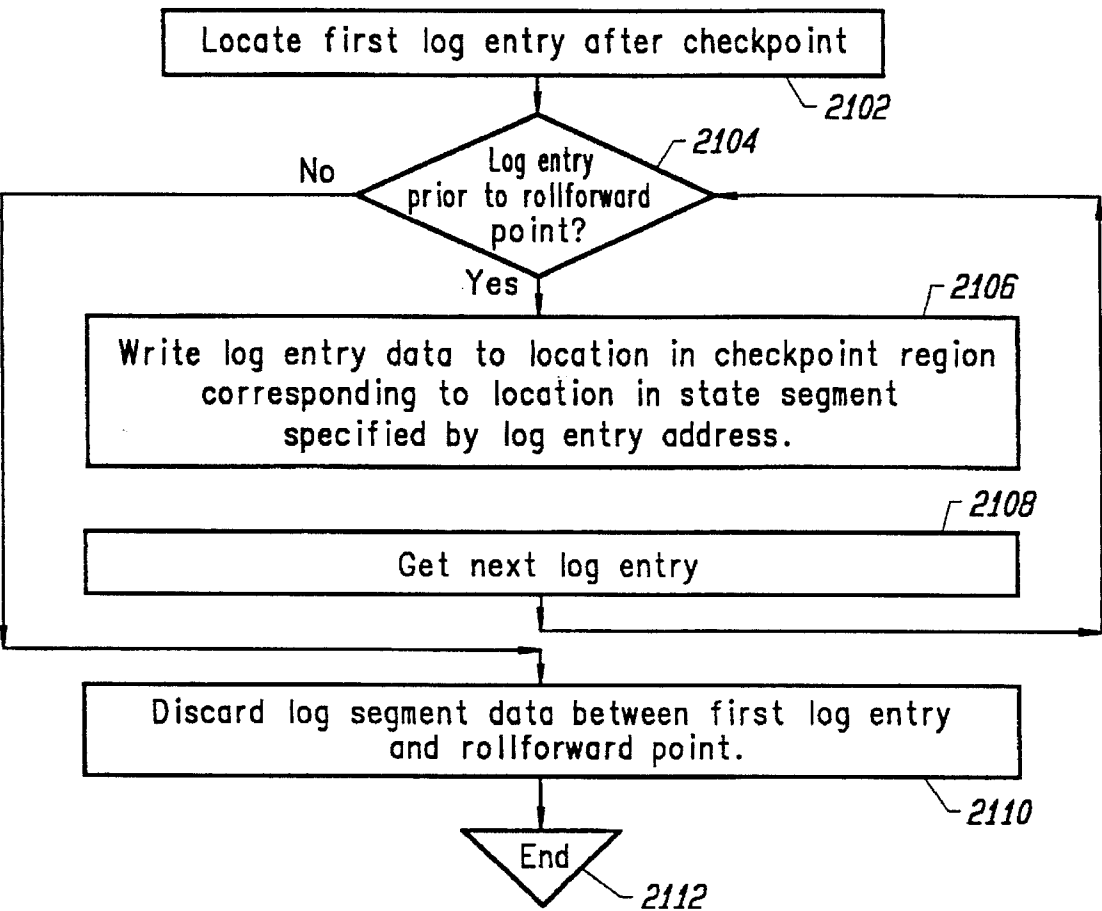 Locate first log entry after checkpoint
2102
2104
No
Log entry
prior to rollforward
point?
Yes
2106
Write log entry data to location in checkpoint region
corresponding to location in state segment
specified by log entry address.
2108
Get next log entry
Discard log segment data between first log entry
and rollforward point.
2110
End
2112